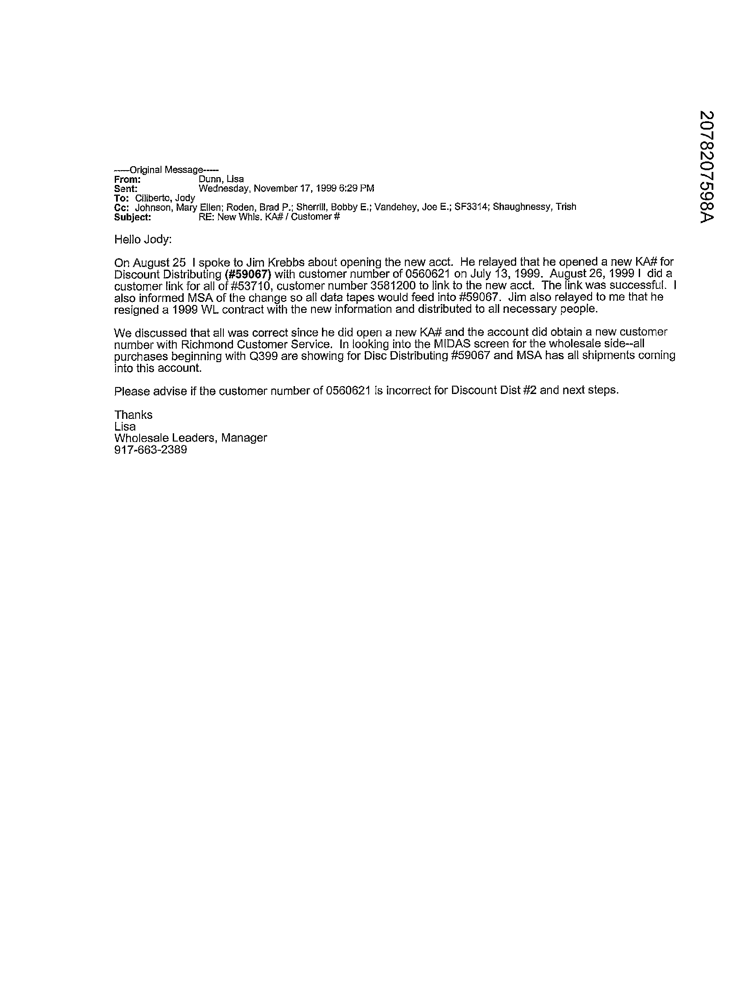 -----Original Message-----
From: Dunn, Lisa
Sent: Wednesday, November 17, 1999 6:29 PM
To: Ciliberto, Jody
Cc: Johnson, Mary Ellen; Roden, Brad P.; Sherrill, Bobby E.; Vandehey, Joe E.; SF3314; Shaughnessy, Trish
Subject: RE: New Whls. KA# / Customer #
Hello Jody:
On August 25 I spoke to Jim Krebbs about opening the new acct. He relayed that he opened a new KA# for
Discount Distributing (#59067) with customer number of 0560621 on July 13, 1999. August 26, 1999 I did a
customer link for all of #53710, customer number 3581200 to link to the new acct. The link was successful. I
also informed MSA of the change so all data tapes would feed into #59067. Jim also relayed to me that he
resigned a 1999 WL contract with the new information and distributed to all necessary people.
We discussed that all was correct since he did open a new KA# and the account did obtain a new customer
number with Richmond Customer Service. In looking into the MIDAS screen for the wholesale side--all
purchases beginning with Q399 are showing for Disc Distributing #59067 and MSA has all shipments coming
into this account.
Please advise if the customer number of 0560621 is incorrect for Discount Dist #2 and next steps.
Thanks
Lisa
Wholesale Leaders, Manager
917-663-2389
2078207598A